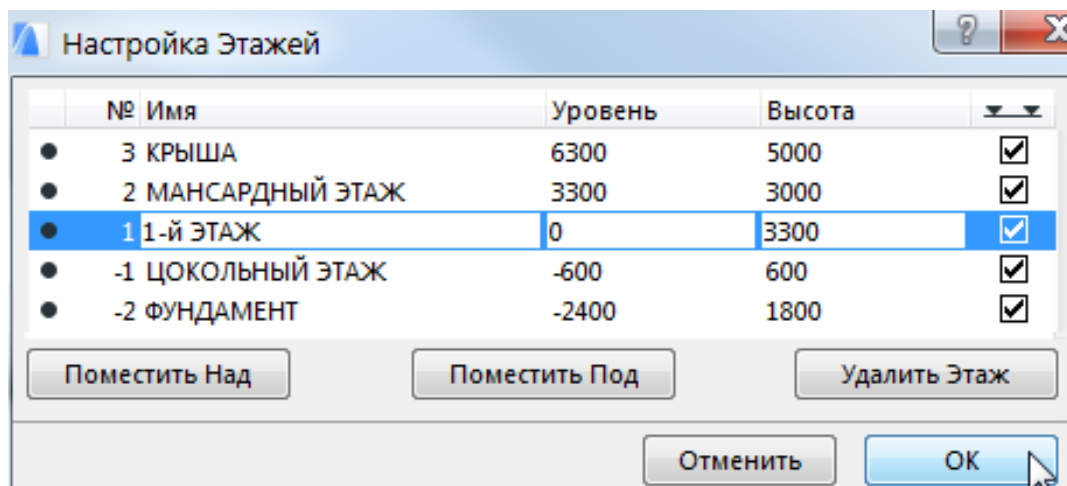 Настройка Этажей
№ Имя Уровень Высота
3 КРЫША 6300 5000
2 МАНСАРДНЫЙ ЭТАЖ 3300 3000
1 1-й ЭТАЖ 0 3300
-1 ЦОКОЛЬНЫЙ ЭТАЖ -600 600
-2 ФУНДАМЕНТ -2400 1800
Поместить Над Поместить Под Удалить Этаж
Отменить ОК